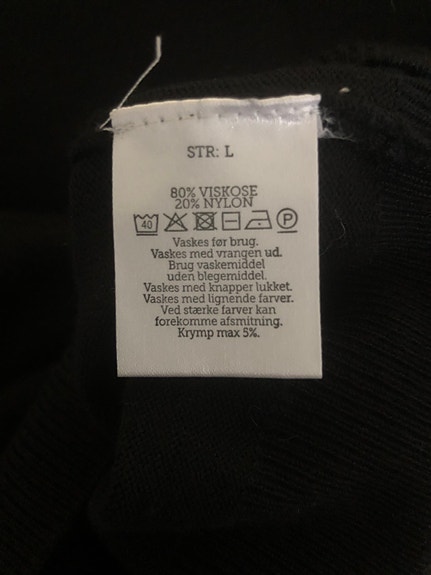 STR: L
80% VISKOSE
20% NYLON
40 P
Vaskes før brug.
Vaskes med vrangen ud.
Brug vaskemiddel
uden blegemiddel.
Vaskes med knapper lukket.
Vaskes med lignende farver.
Ved stærke farver kan
forekomme afsmitning.
Krymp max 5%.